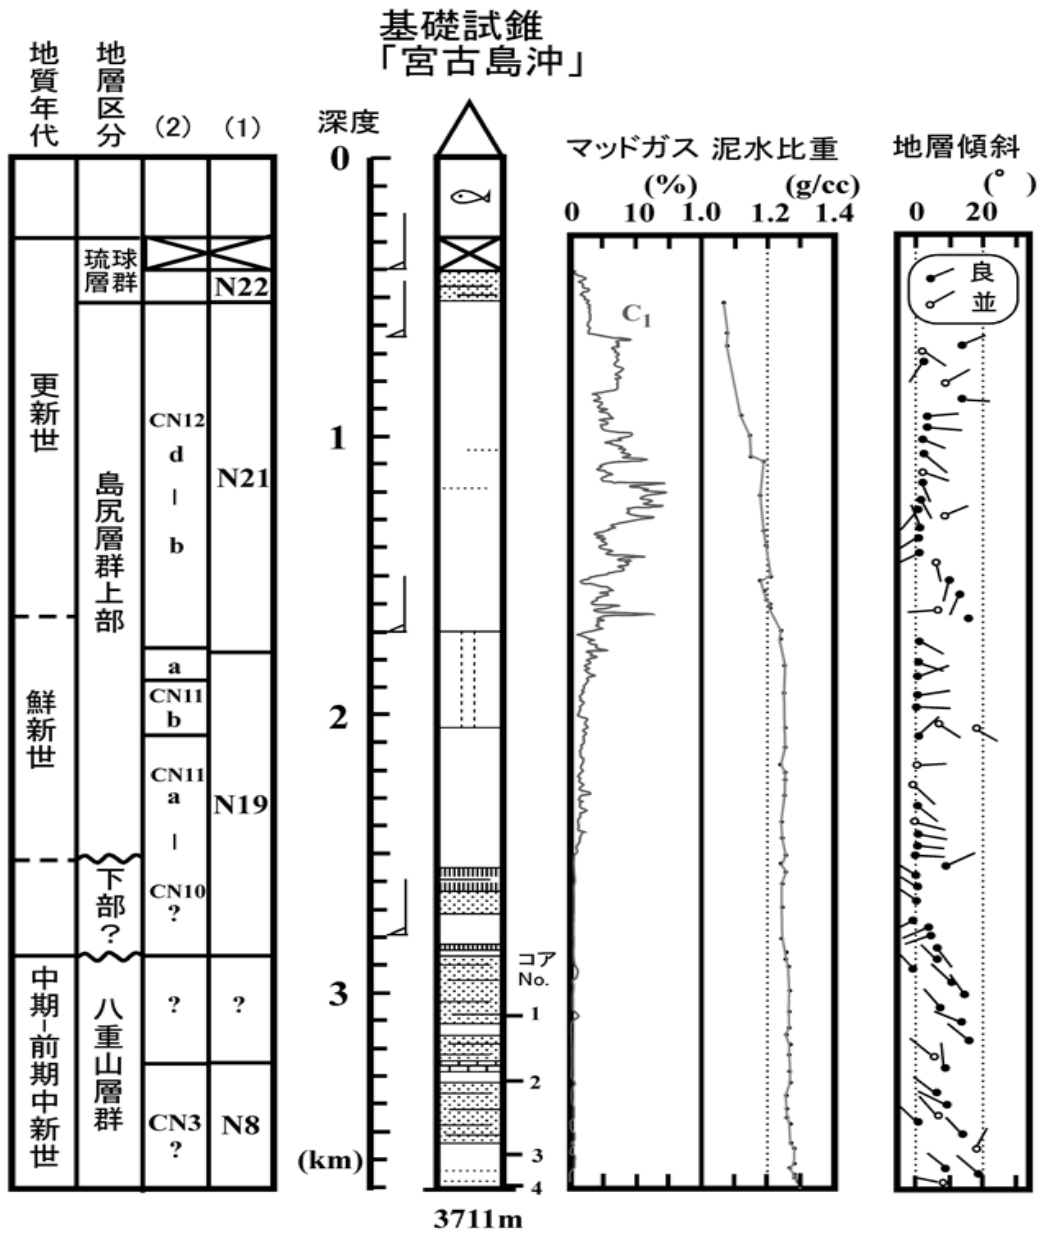 基礎試錐
「宮古島沖」
地質年代
地層区分
(2)
(1)
深度
マッドガス
(%)
泥水比重
(g/cc)
地層傾斜
(° )
0
0
10
1.0
1.2
1.4
0
20
琉球
層群
N22
C1
良
並
更新世
島尻層群上部
CN12
d
|
b
N21
1
鮮新世
a
CN11
b
2
CN11
a
|
CN10
?
N19
下部?
コア
No.
中期-前期中新世
八重山層群
?
?
3
1
2
CN3
?
N8
(km)
3
4
3711m